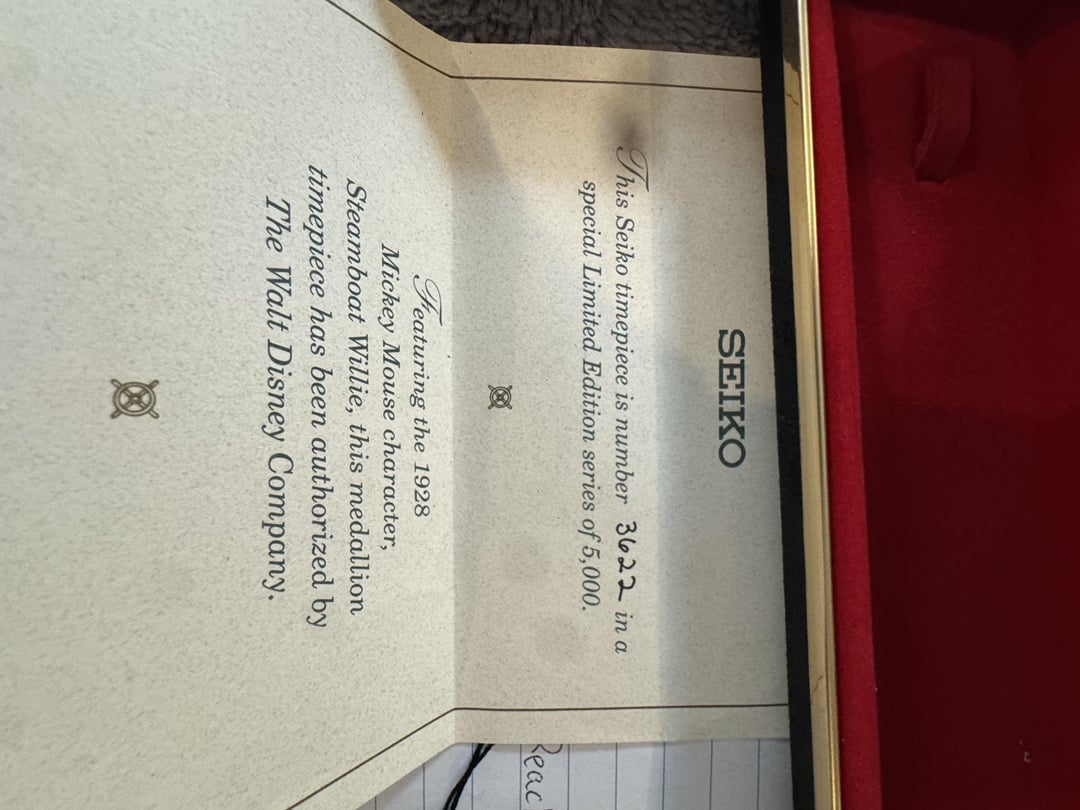 SEIKO
This Seiko timepiece is number 3622 in a
special Limited Edition series of 5,000.
Featuring the 1928
Mickey Mouse character,
Steamboat Willie, this medallion
timepiece has been authorized by
The Walt Disney Company.